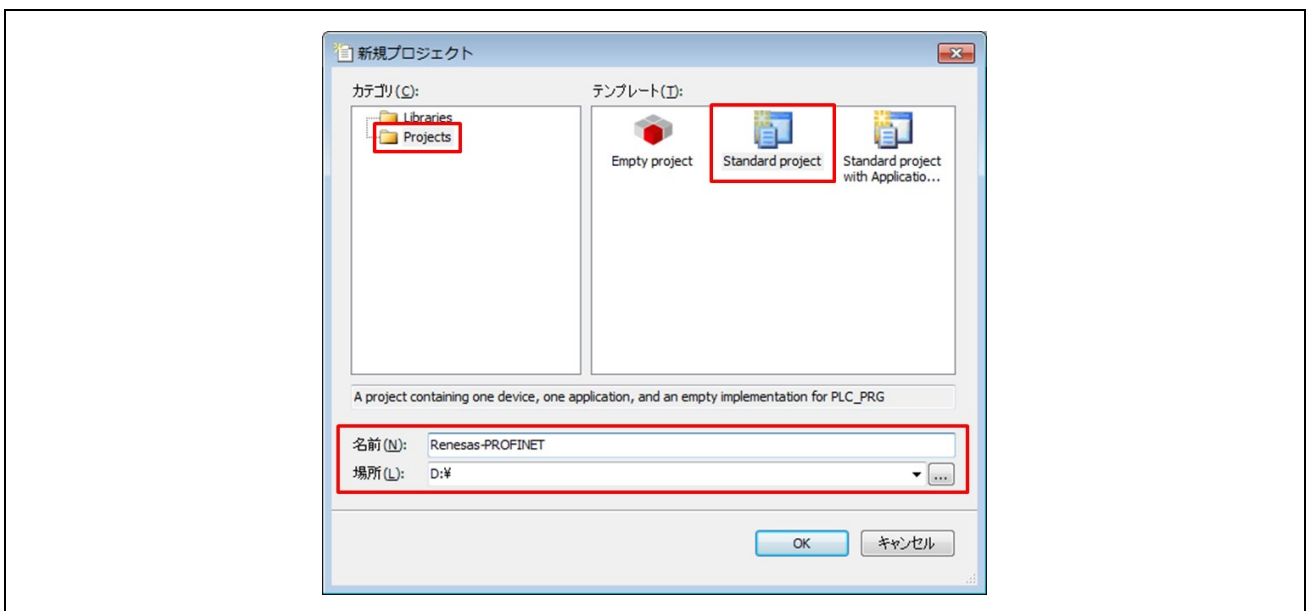 新規プロジェクト
カテゴリ(C):
テンプレート(T):
Libraries
Projects
Empty project
Standard project
Standard project
with Applicatio...
A project containing one device, one application, and an empty implementation for PLC_PRG
名前(N): Renesas-PROFINET
場所(L): D:¥
...
OK キャンセル